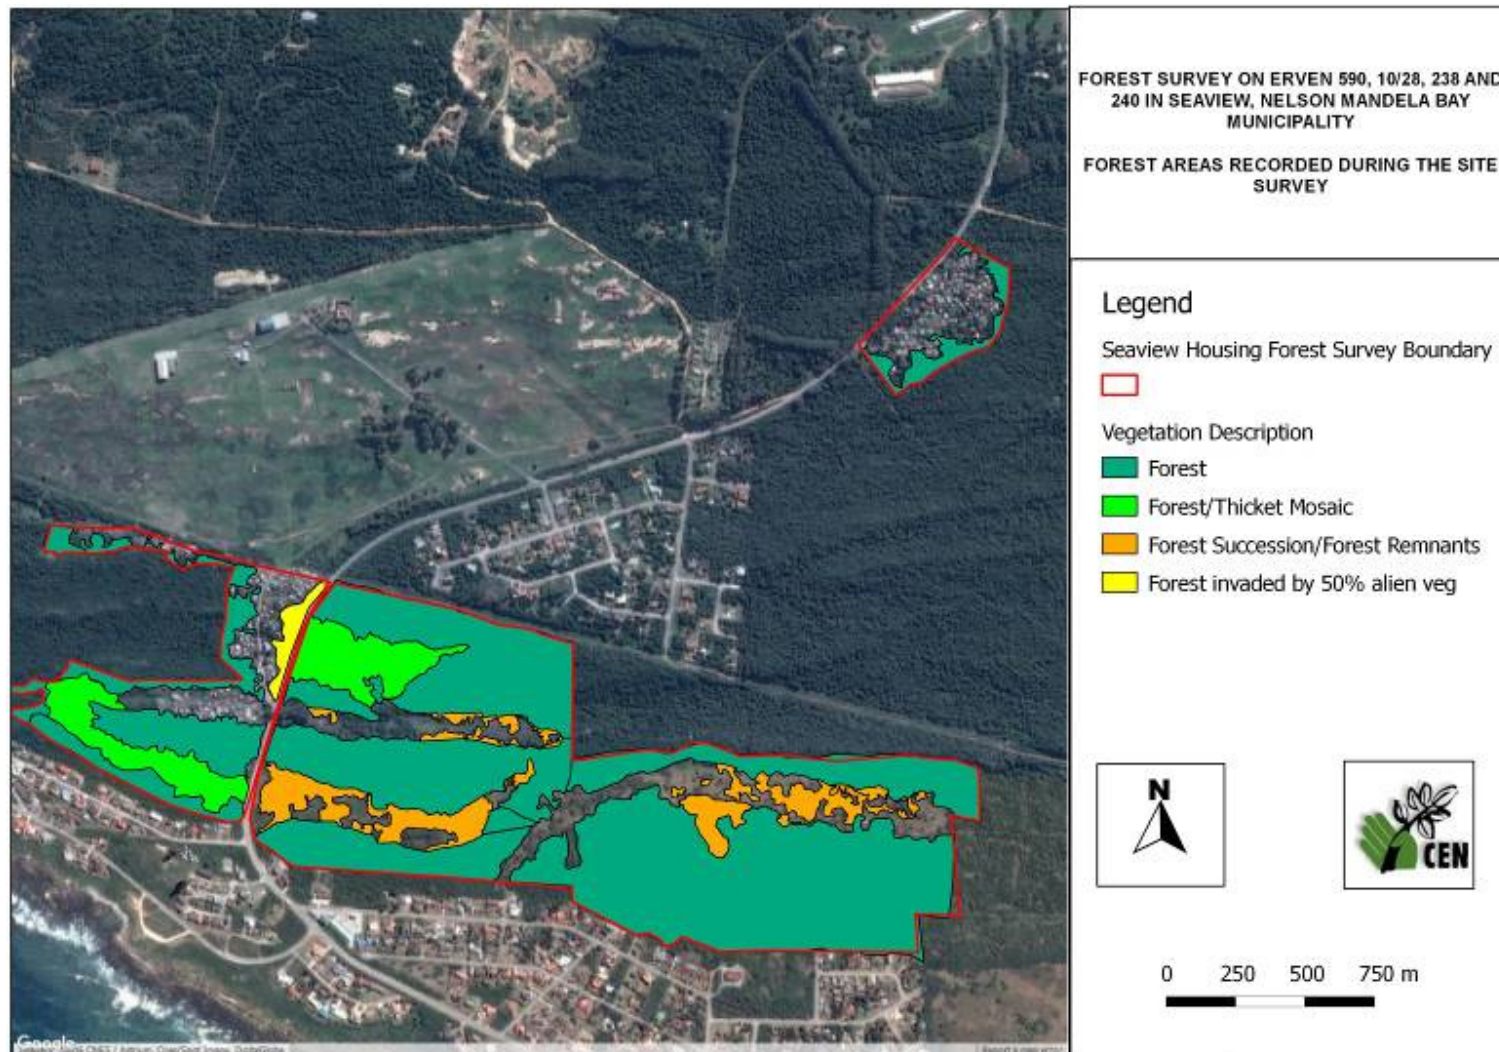 FOREST SURVEY ON ERVEN 590, 10/28, 238 AND
240 IN SEAVIEW, NELSON MANDELA BAY
MUNICIPALITY
FOREST AREAS RECORDED DURING THE SITE
SURVEY
Legend
Seaview Housing Forest Survey Boundary
Vegetation Description
Forest
Forest/Thicket Mosaic
Forest Succession/Forest Remnants
Forest invaded by 50% alien veg
N
CEN
0 250 500 750 m
Google